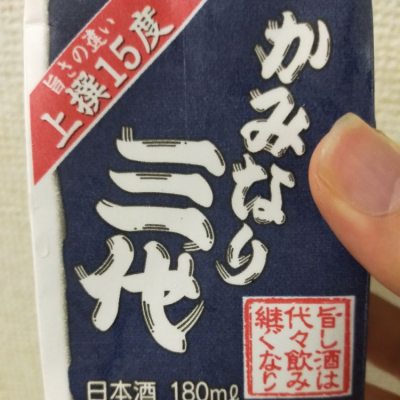 旨さの違い
上撰15度
かみなり
三代
旨し酒は
代々飲み
継ぐなり
日本酒 180mℓ